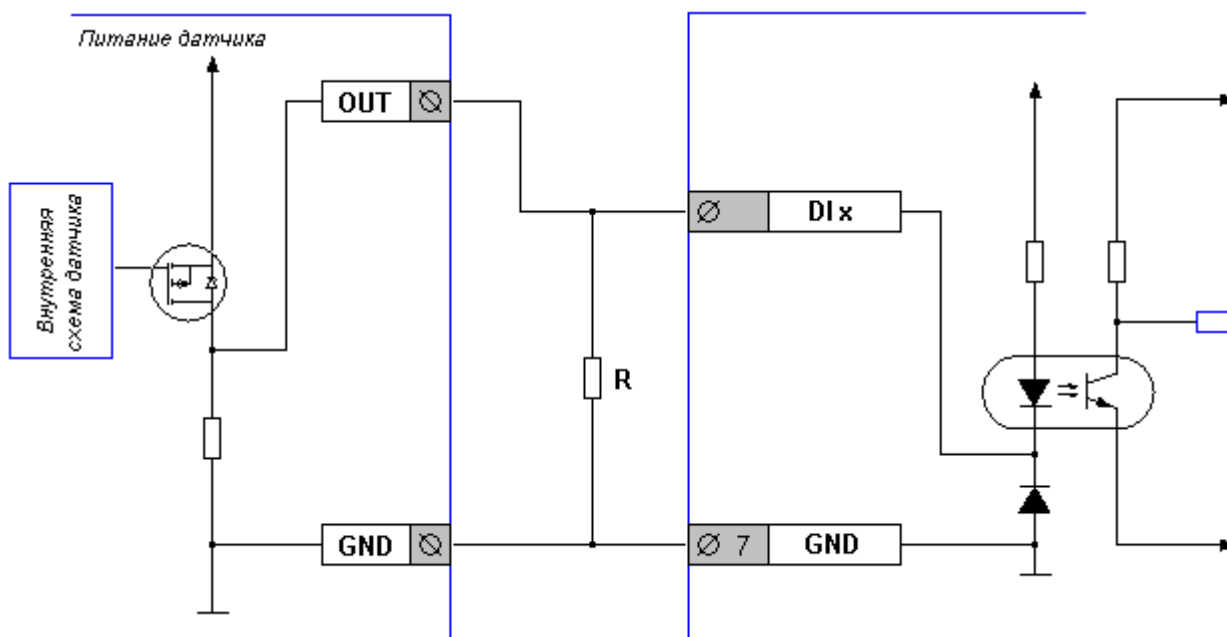 Питание датчика
OUT
DI x
Внутренняя
схема датчика
R
GND
7 GND